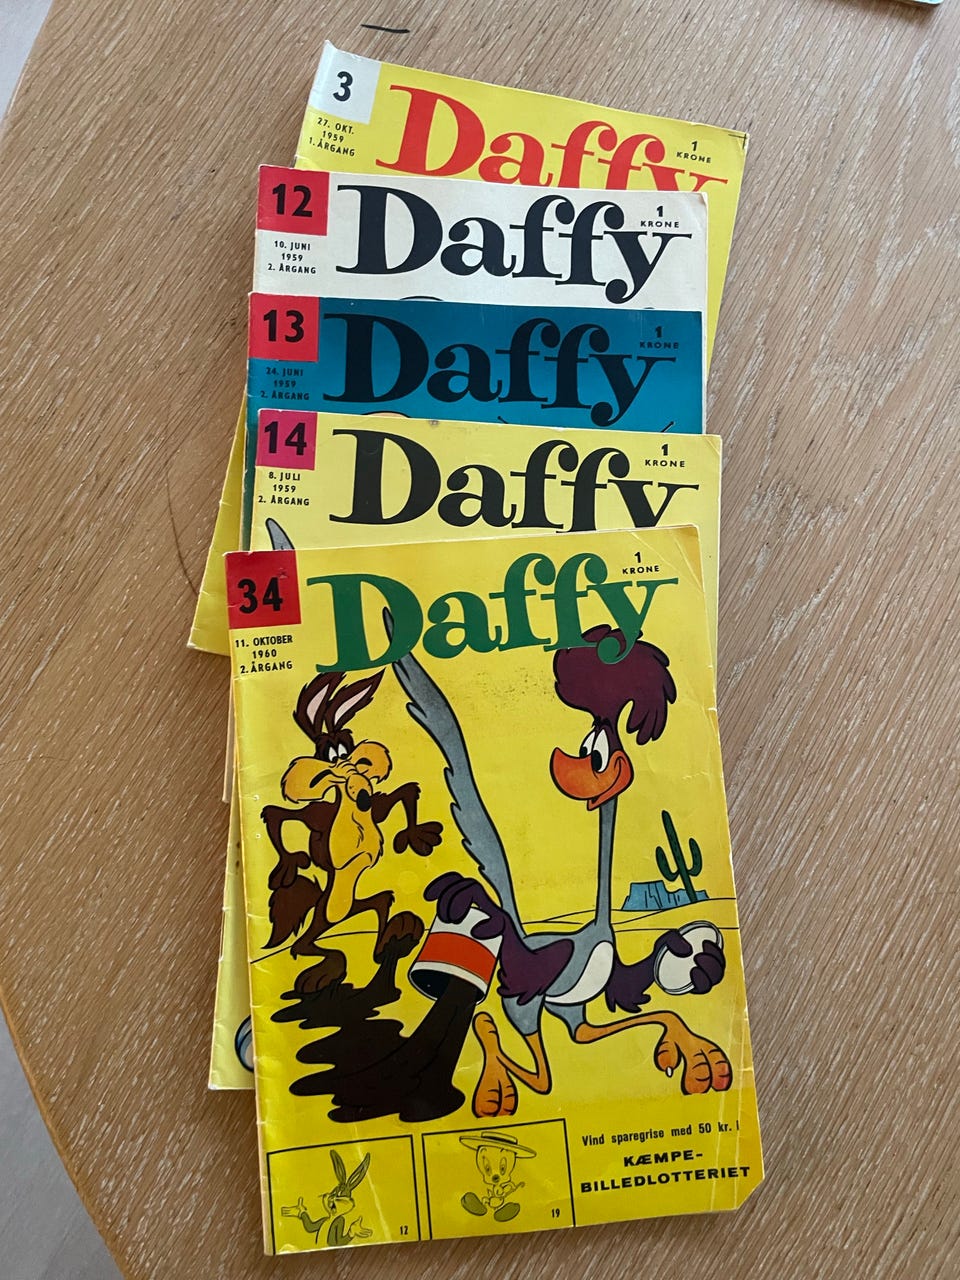 3
27. OKT.
1959
1. ÅRGANG
Daffy
1
KRONE
12
10. JUNI
1959
2. ÅRGANG
Daffy
1
KRONE
13
24. JUNI
1959
2. ÅRGANG
Daffy
1
KRONE
14
8. JULI
1959
2. ÅRGANG
Daffy
1
KRONE
34
11. OKTOBER
1960
2. ÅRGANG
Daffy
1
KRONE
Vind sparegrise med 50 kr. i
KÆMPE-
BILLEDLOTTERIET
12
19